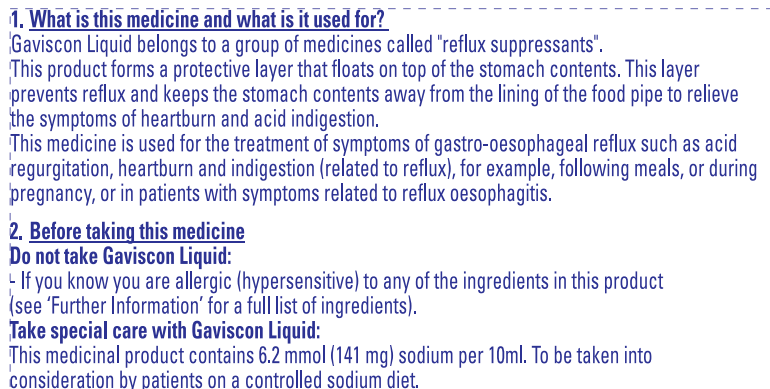 1. What is this medicine and what is it used for?
Gaviscon Liquid belongs to a group of medicines called "reflux suppressants".
This product forms a protective layer that floats on top of the stomach contents. This layer
prevents reflux and keeps the stomach contents away from the lining of the food pipe to relieve
the symptoms of heartburn and acid indigestion.
This medicine is used for the treatment of symptoms of gastro-oesophageal reflux such as acid
regurgitation, heartburn and indigestion (related to reflux), for example, following meals, or during
pregnancy, or in patients with symptoms related to reflux oesophagitis.
2. Before taking this medicine
Do not take Gaviscon Liquid:
- If you know you are allergic (hypersensitive) to any of the ingredients in this product
(see ‘Further Information’ for a full list of ingredients).
Take special care with Gaviscon Liquid:
This medicinal product contains 6.2 mmol (141 mg) sodium per 10ml. To be taken into
consideration by patients on a controlled sodium diet.